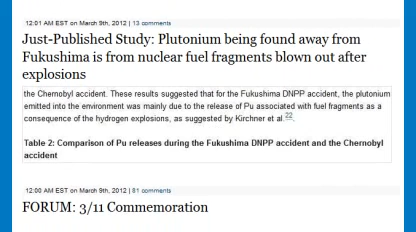 12:01 AM EST on March 9th, 2012 | 13 comments
Just-Published Study: Plutonium being found away from
Fukushima is from nuclear fuel fragments blown out after
explosions
the Chernobyl accident. These results suggested that for the Fukushima DNPP accident, the plutonium
emitted into the environment was mainly due to the release of Pu associated with fuel fragments as a
consequence of the hydrogen explosions, as suggested by Kirchner et al.22.
Table 2: Comparison of Pu releases during the Fukushima DNPP accident and the Chernobyl
accident
12:00 AM EST on March 9th, 2012 | 81 comments
FORUM: 3/11 Commemoration